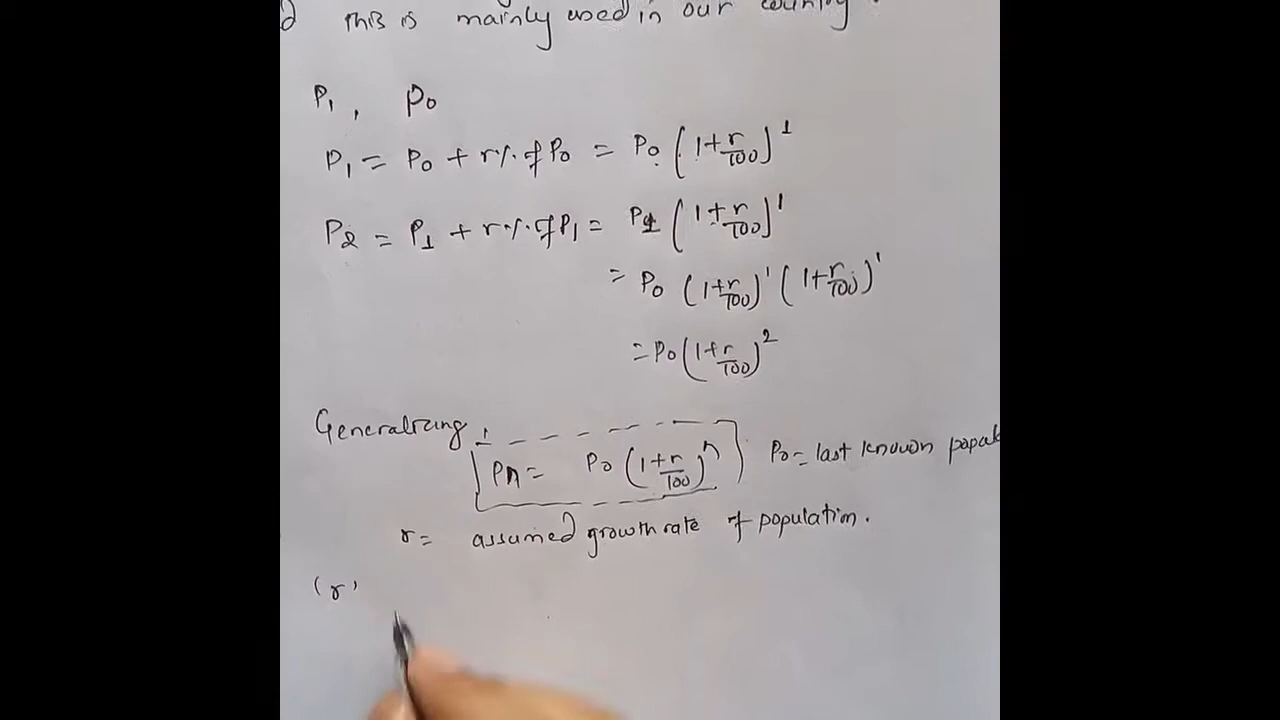 This is mainly used in our country.
P₁, P₀
P₁ = P₀ + r% of P₀ = P₀ (1+r/100)¹
P₂ = P₁ + r% of P₁ = P₁ (1+r/100)¹
= P₀ (1+r/100)¹ (1+r/100)¹
= P₀ (1+r/100)²
Generalizing
Pn = P₀ (1+r/100)ⁿ P₀ = last known
r = assumed growth rate of population.
'r'